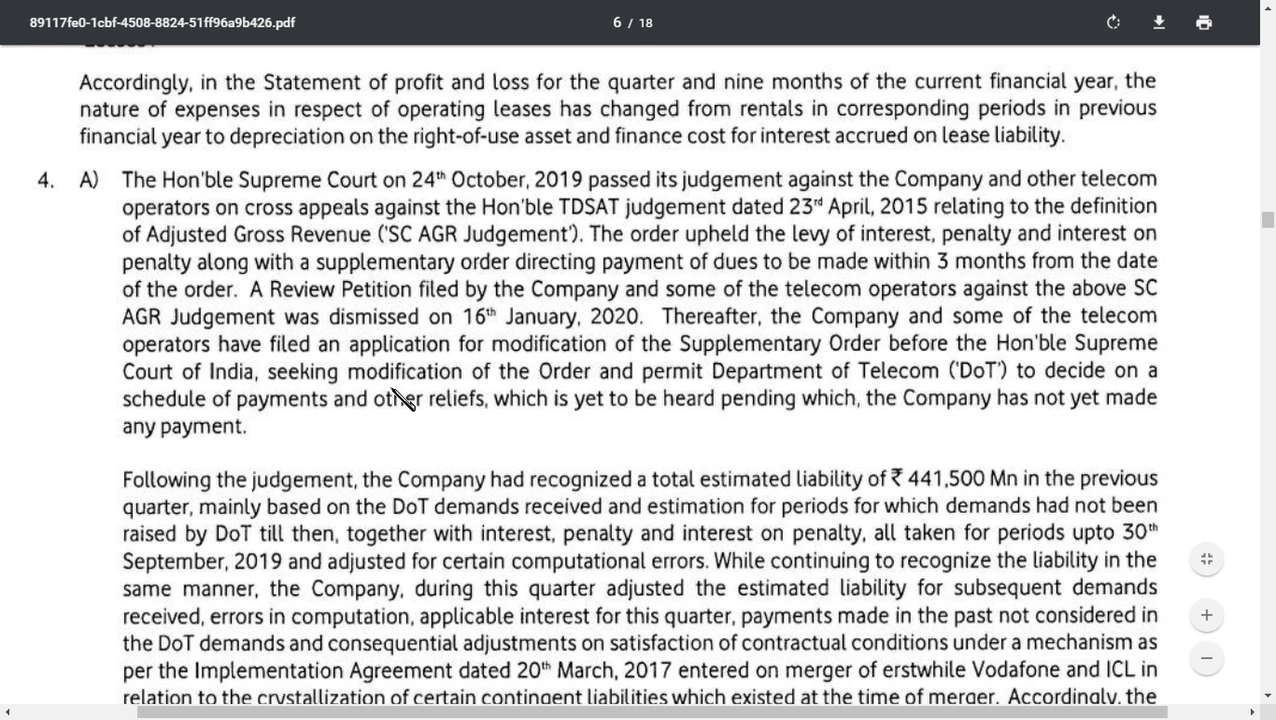 89117fe0-1cbf-4508-8824-51ff96a9b426.pdf
6 / 18
Accordingly, in the Statement of profit and loss for the quarter and nine months of the current financial year, the
nature of expenses in respect of operating leases has changed from rentals in corresponding periods in previous
financial year to depreciation on the right-of-use asset and finance cost for interest accrued on lease liability.
4. A) The Hon'ble Supreme Court on 24th October, 2019 passed its judgement against the Company and other telecom
operators on cross appeals against the Hon'ble TDSAT judgement dated 23rd April, 2015 relating to the definition
of Adjusted Gross Revenue ('SC AGR Judgement'). The order upheld the levy of interest, penalty and interest on
penalty along with a supplementary order directing payment of dues to be made within 3 months from the date
of the order. A Review Petition filed by the Company and some of the telecom operators against the above SC
AGR Judgement was dismissed on 16th January, 2020. Thereafter, the Company and some of the telecom
operators have filed an application for modification of the Supplementary Order before the Hon'ble Supreme
Court of India, seeking modification of the Order and permit Department of Telecom ('DoT') to decide on a
schedule of payments and other reliefs, which is yet to be heard pending which, the Company has not yet made
any payment.
Following the judgement, the Company had recognized a total estimated liability of ₹ 441,500 Mn in the previous
quarter, mainly based on the DoT demands received and estimation for periods for which demands had not been
raised by DoT till then, together with interest, penalty and interest on penalty, all taken for periods upto 30th
September, 2019 and adjusted for certain computational errors. While continuing to recognize the liability in the
same manner, the Company, during this quarter adjusted the estimated liability for subsequent demands
received, errors in computation, applicable interest for this quarter, payments made in the past not considered in
the DoT demands and consequential adjustments on satisfaction of contractual conditions under a mechanism as
per the Implementation Agreement dated 20th March, 2017 entered on merger of erstwhile Vodafone and ICL in
relation to the crystallization of certain contingent liabilities which existed at the time of merger. Accordingly, the